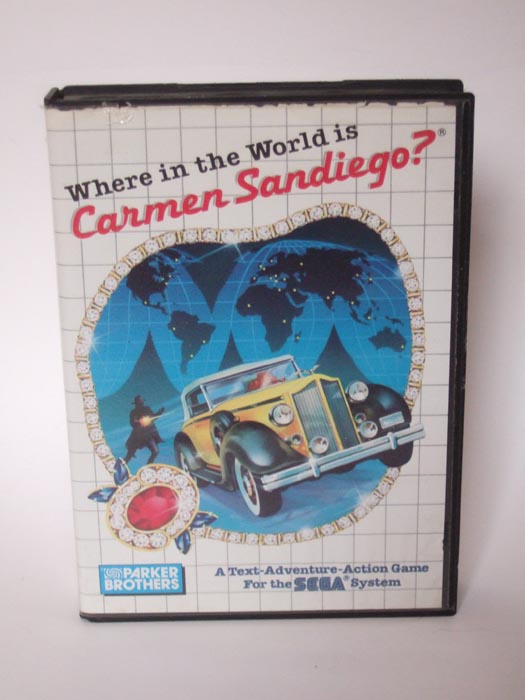 Where in the World is
Carmen Sandiego?®
PARKER
BROTHERS
A Text-Adventure-Action Game
For the SEGA® System